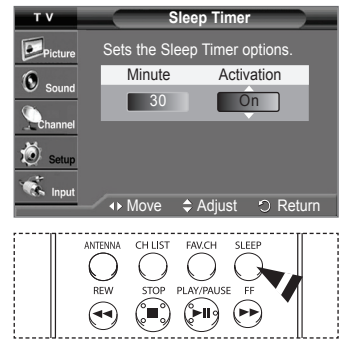 T V
Sleep Timer
Picture
Sound
Channel
Setup
Input
Sets the Sleep Timer options.
Minute Activation
30 On
Move Adjust Return
ANTENNA CH LIST FAV.CH SLEEP
REW STOP PLAY/PAUSE FF